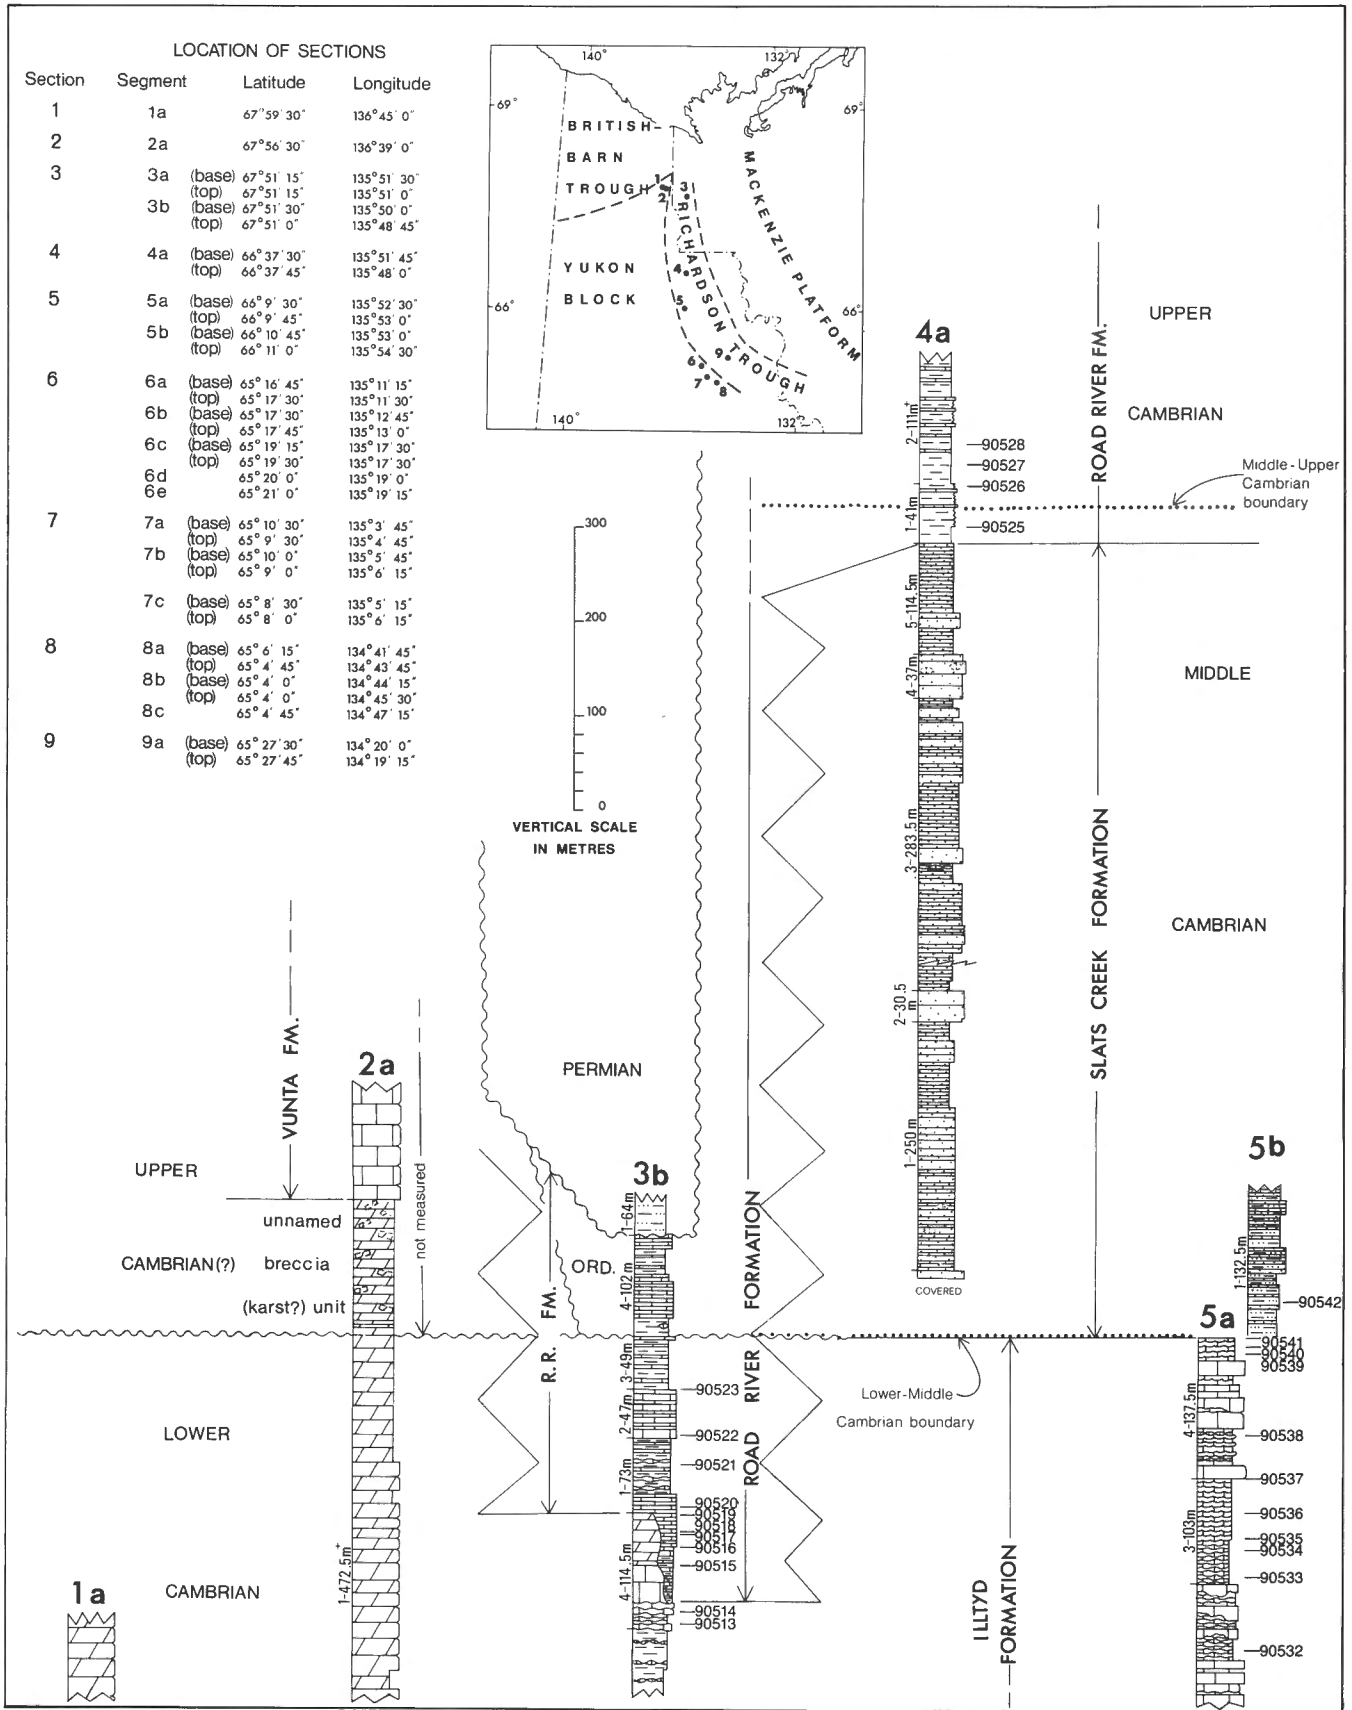 LOCATION OF SECTIONS
Section Segment Latitude Longitude
1 1a 67°59' 30" 136°45' 0"
2 2a 67°56' 30" 136°39' 0"
3 3a (base) 67°51' 15" 135°51' 30"
(top) 67°51' 15" 135°51' 0"
3b (base) 67°51' 30" 135°50' 0"
(top) 67°51' 0" 135°48' 45"
4 4a (base) 66°37' 30" 135°51' 45"
(top) 66°37' 45" 135°48' 0"
5 5a (base) 66°9' 30" 135°52' 30"
(top) 66°9' 45" 135°53' 0"
5b (base) 66°10' 45" 135°53' 0"
(top) 66°11' 0" 135°54' 30"
6 6a (base) 65°16' 45" 135°11' 15"
(top) 65°17' 30" 135°11' 30"
6b (base) 65°17' 30" 135°12' 45"
(top) 65°17' 45" 135°13' 0"
6c (base) 65°19' 15" 135°17' 30"
(top) 65°19' 30" 135°17' 30"
6d 65°20' 0" 135°19' 0"
6e 65°21' 0" 135°19' 15"
7 7a (base) 65°10' 30" 135°3' 45"
(top) 65°9' 30" 135°4' 45"
7b (base) 65°10' 0" 135°5' 45"
(top) 65°9' 0" 135°6' 15"
7c (base) 65°8' 30" 135°5' 15"
(top) 65°8' 0" 135°6' 15"
8 8a (base) 65°6' 15" 134°41' 45"
(top) 65°4' 45" 134°43' 45"
8b (base) 65°4' 0" 134°44' 15"
(top) 65°4' 0" 134°45' 30"
8c 65°4' 45" 134°47' 15"
9 9a (base) 65°27' 30" 134°20' 0"
(top) 65°27' 45" 134°19' 15"
140° 132°
69° 69°
BRITISH-
BARN
TROUGH
YUKON
BLOCK
RICHARDSON TROUGH
MACKENZIE PLATFORM
1
2
3
4
5
6
7
8
9
66° 66°
140° 132°
300
200
100
0
VERTICAL SCALE
IN METRES
4a
2-111m+
1-41m
5-114.5m
4-37m
3-283.5m
2-30.5 m
1-250m
COVERED
90528
90527
90526
90525
ROAD RIVER FM.
UPPER
CAMBRIAN
Middle-Upper
Cambrian
boundary
MIDDLE
CAMBRIAN
SLATS CREEK FORMATION
VUNTA FM.
2a
1-472.5m+
not measured
UPPER
CAMBRIAN(?)
unnamed
breccia
(karst?) unit
LOWER
CAMBRIAN
1a
PERMIAN
ORD.
R.R. FM.
3b
1-64m
4-102m
3-49m
2-47m
1-73m
4-114.5m
90523
90522
90521
90520
90519
90518
90517
90516
90515
90514
90513
ROAD RIVER FORMATION
Lower-Middle
Cambrian boundary
ILLTYD
FORMATION
5b
1-132.5m
90542
5a
4-137.5m
3-103m
90541
90540
90539
90538
90537
90536
90535
90534
90533
90532